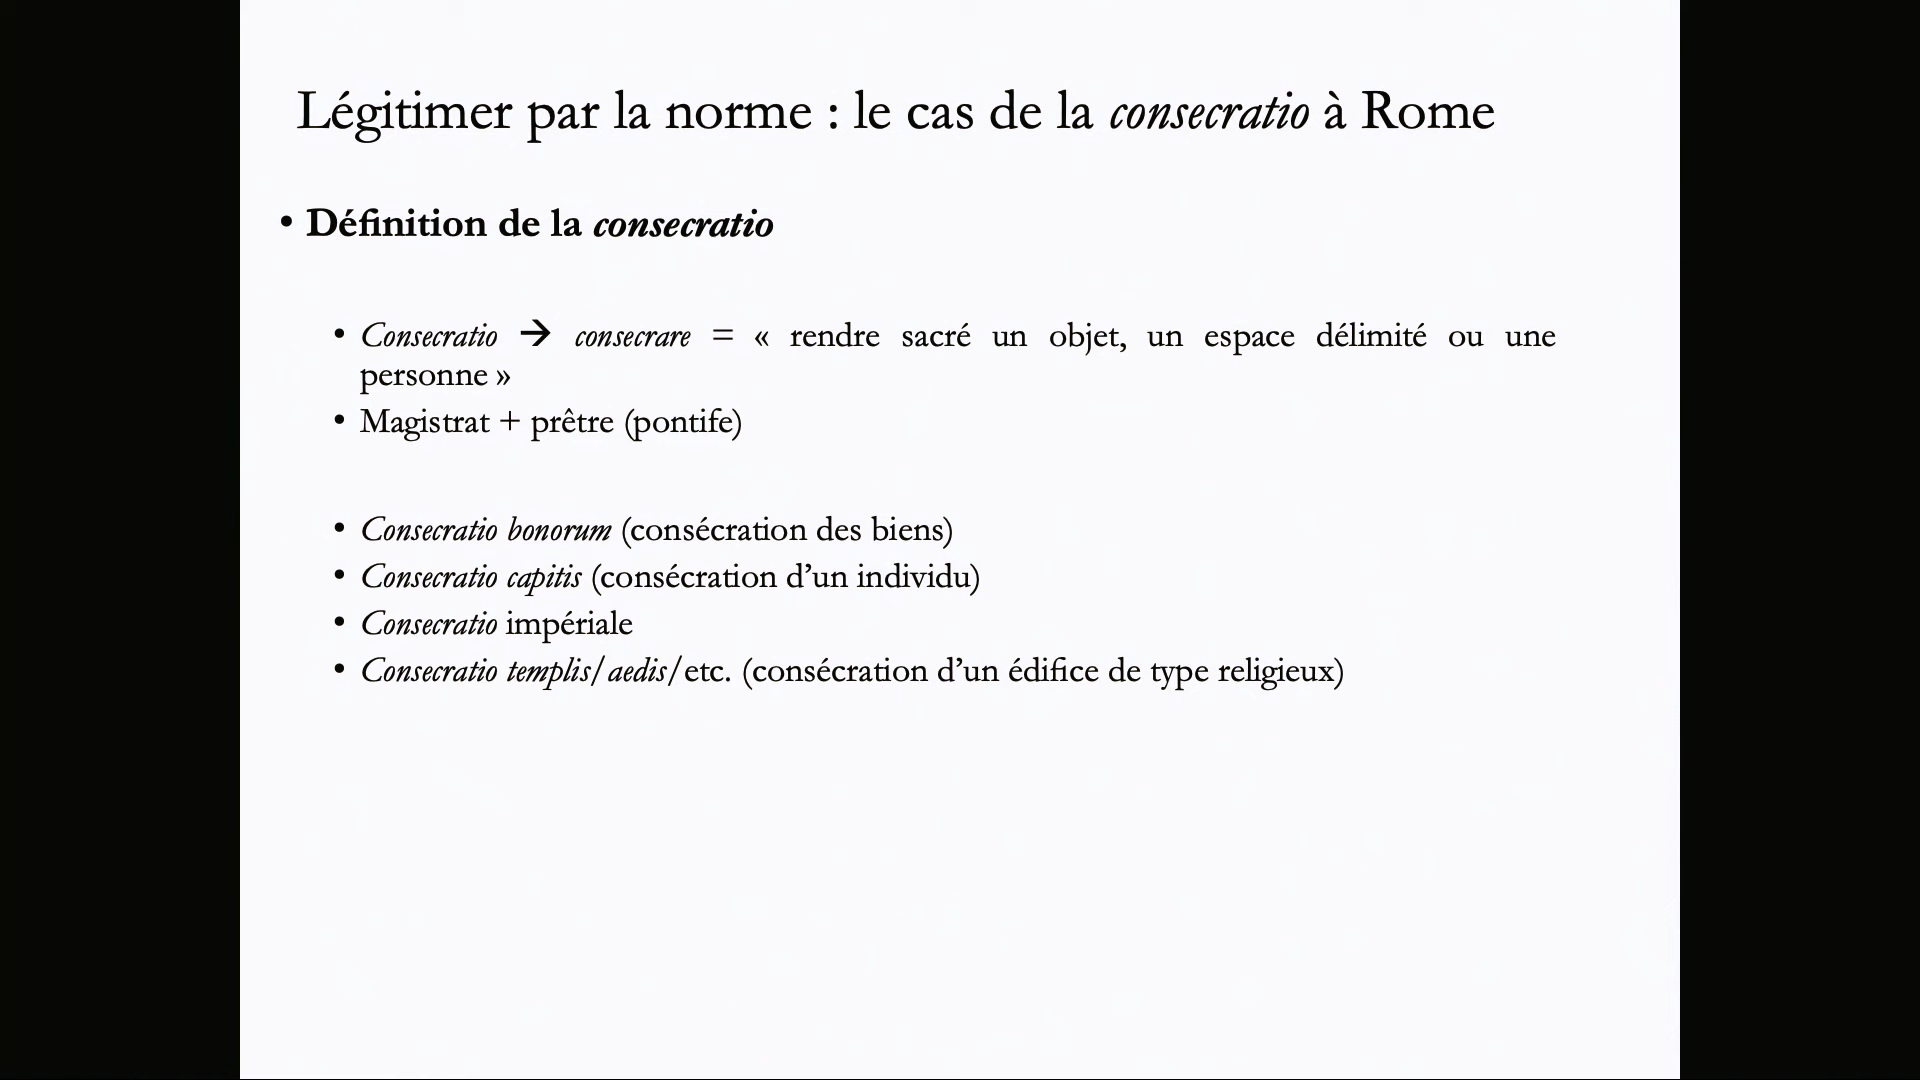 Légitimer par la norme : le cas de la consecratio à Rome
• Définition de la consecratio
• Consecratio → consecrare = « rendre sacré un objet, un espace délimité ou une
personne »
• Magistrat + prêtre (pontife)
• Consecratio bonorum (consécration des biens)
• Consecratio capitis (consécration d’un individu)
• Consecratio impériale
• Consecratio templis/aedis/etc. (consécration d’un édifice de type religieux)